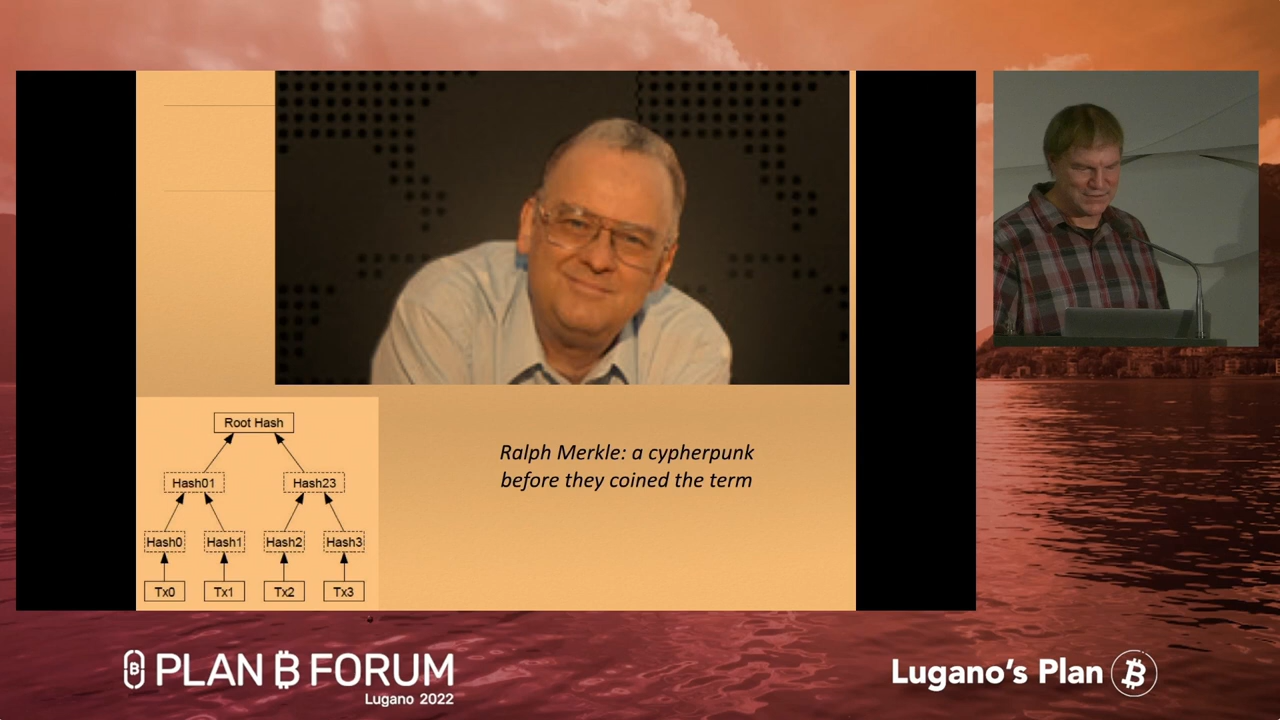 Root Hash
Hash01
Hash23
Hash0
Hash1
Hash2
Hash3
Tx0
Tx1
Tx2
Tx3
Ralph Merkle: a cypherpunk
before they coined the term
PLAN ₿ FORUM
Lugano 2022
Lugano's Plan ₿